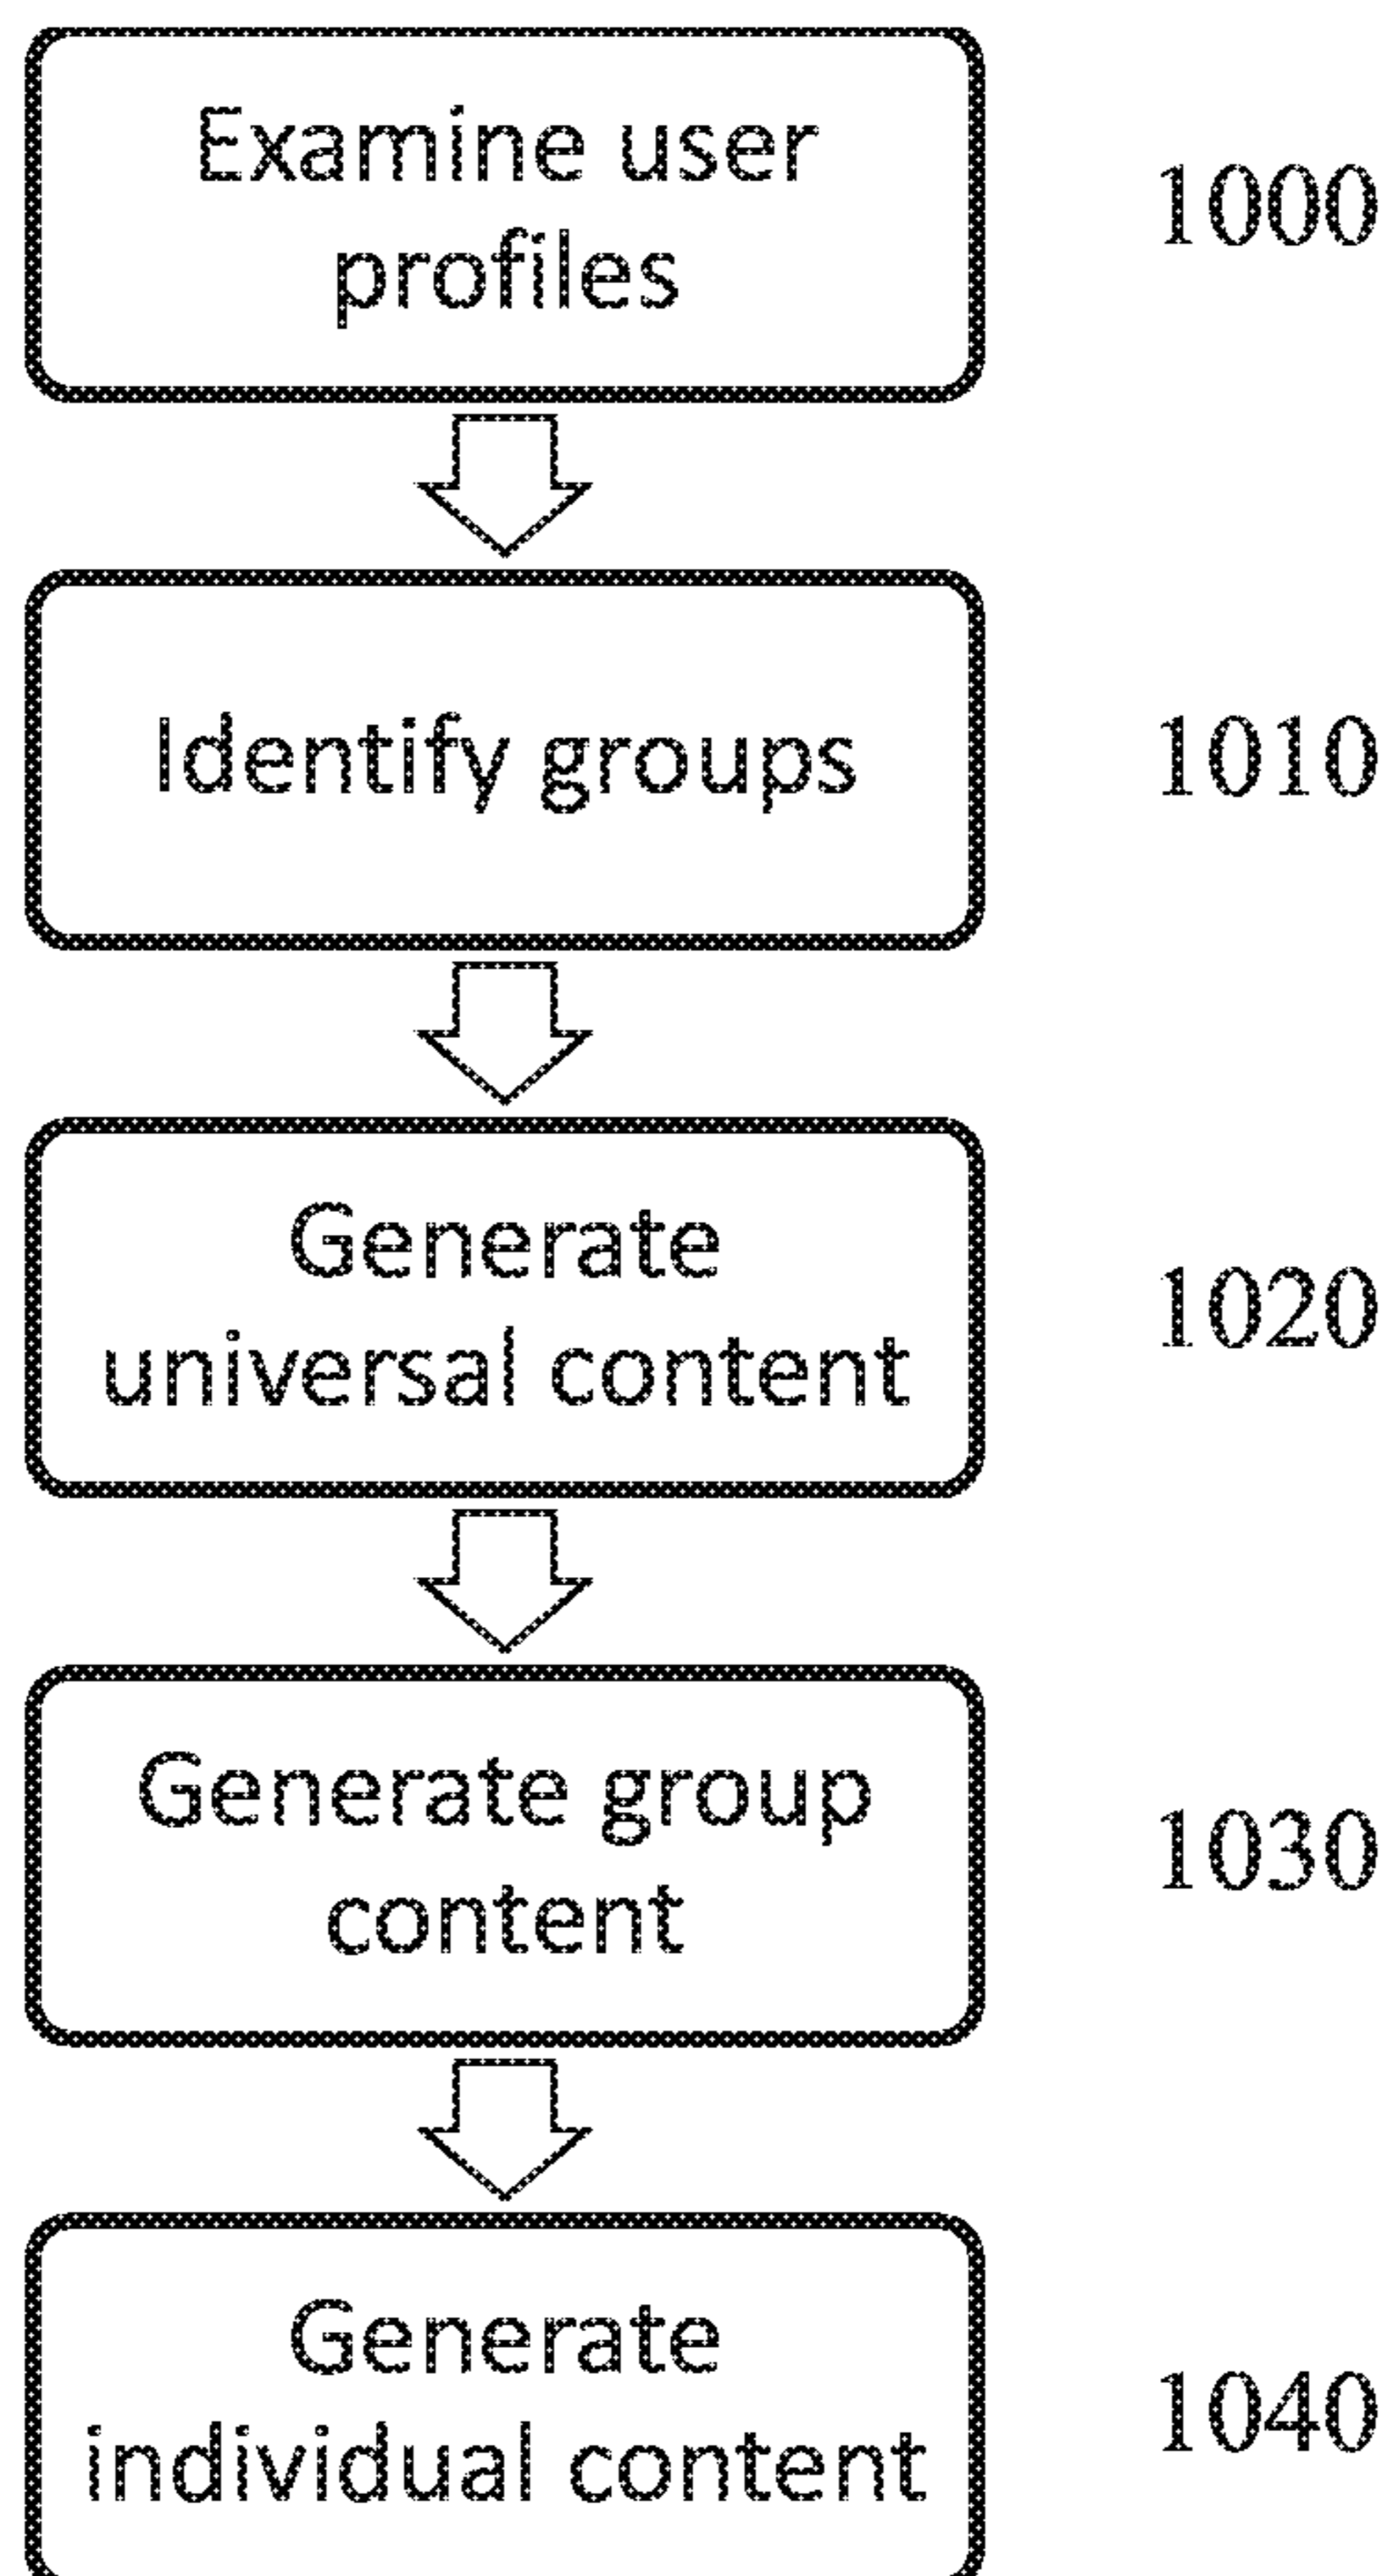 Examine user
profiles
1000
Identify groups
1010
Generate
universal content
1020
Generate group
content
1030
Generate
individual content
1040